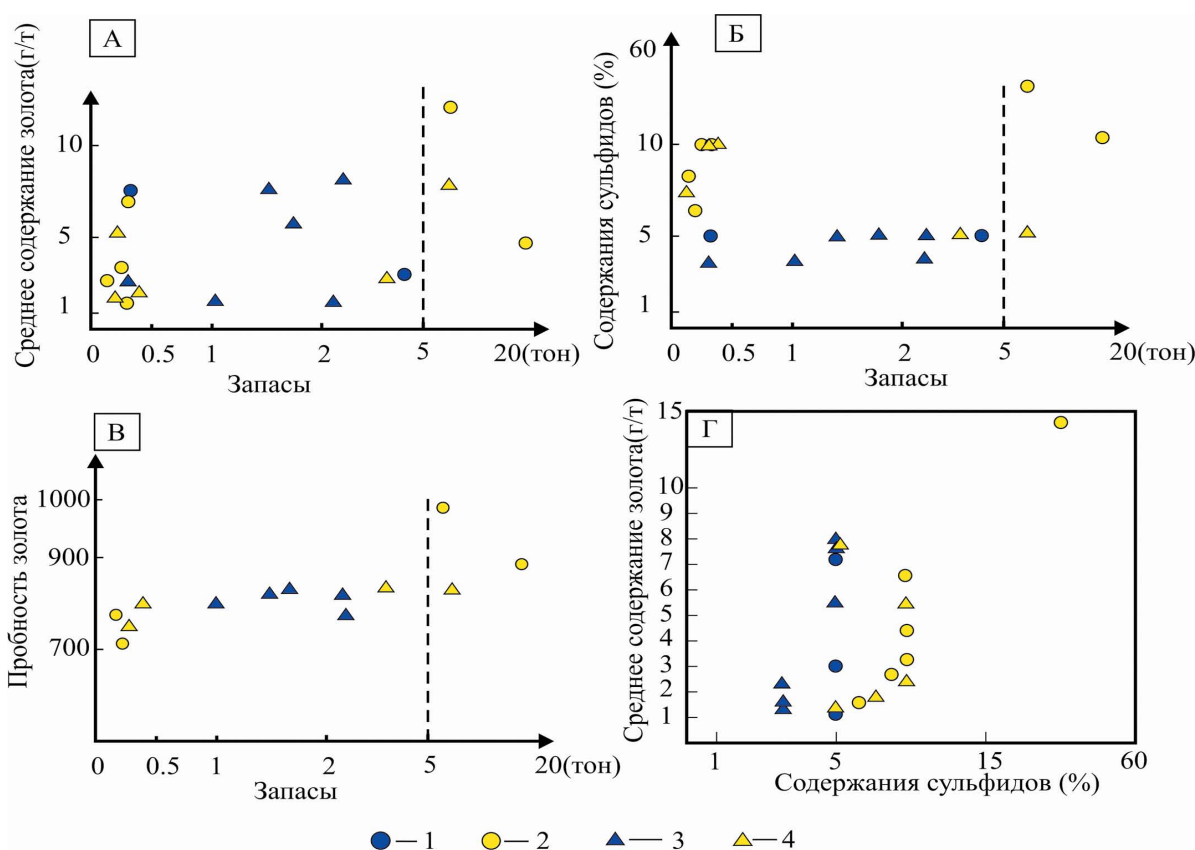 А
Среднее содержание золота(г/т)
10
5
1
0 0.5 1 2 5 20(тон)
Запасы
Б
Содержания сульфидов (%)
60
10
5
1
0 0.5 1 2 5 20(тон)
Запасы
В
Пробность золота
1000
900
700
0 0.5 1 2 5 20(тон)
Запасы
Г
Среднее содержание золота(г/т)
15
10
9
8
7
6
5
4
3
2
1
1 5 15 60
Содержания сульфидов (%)
— 1 — 2 — 3 — 4